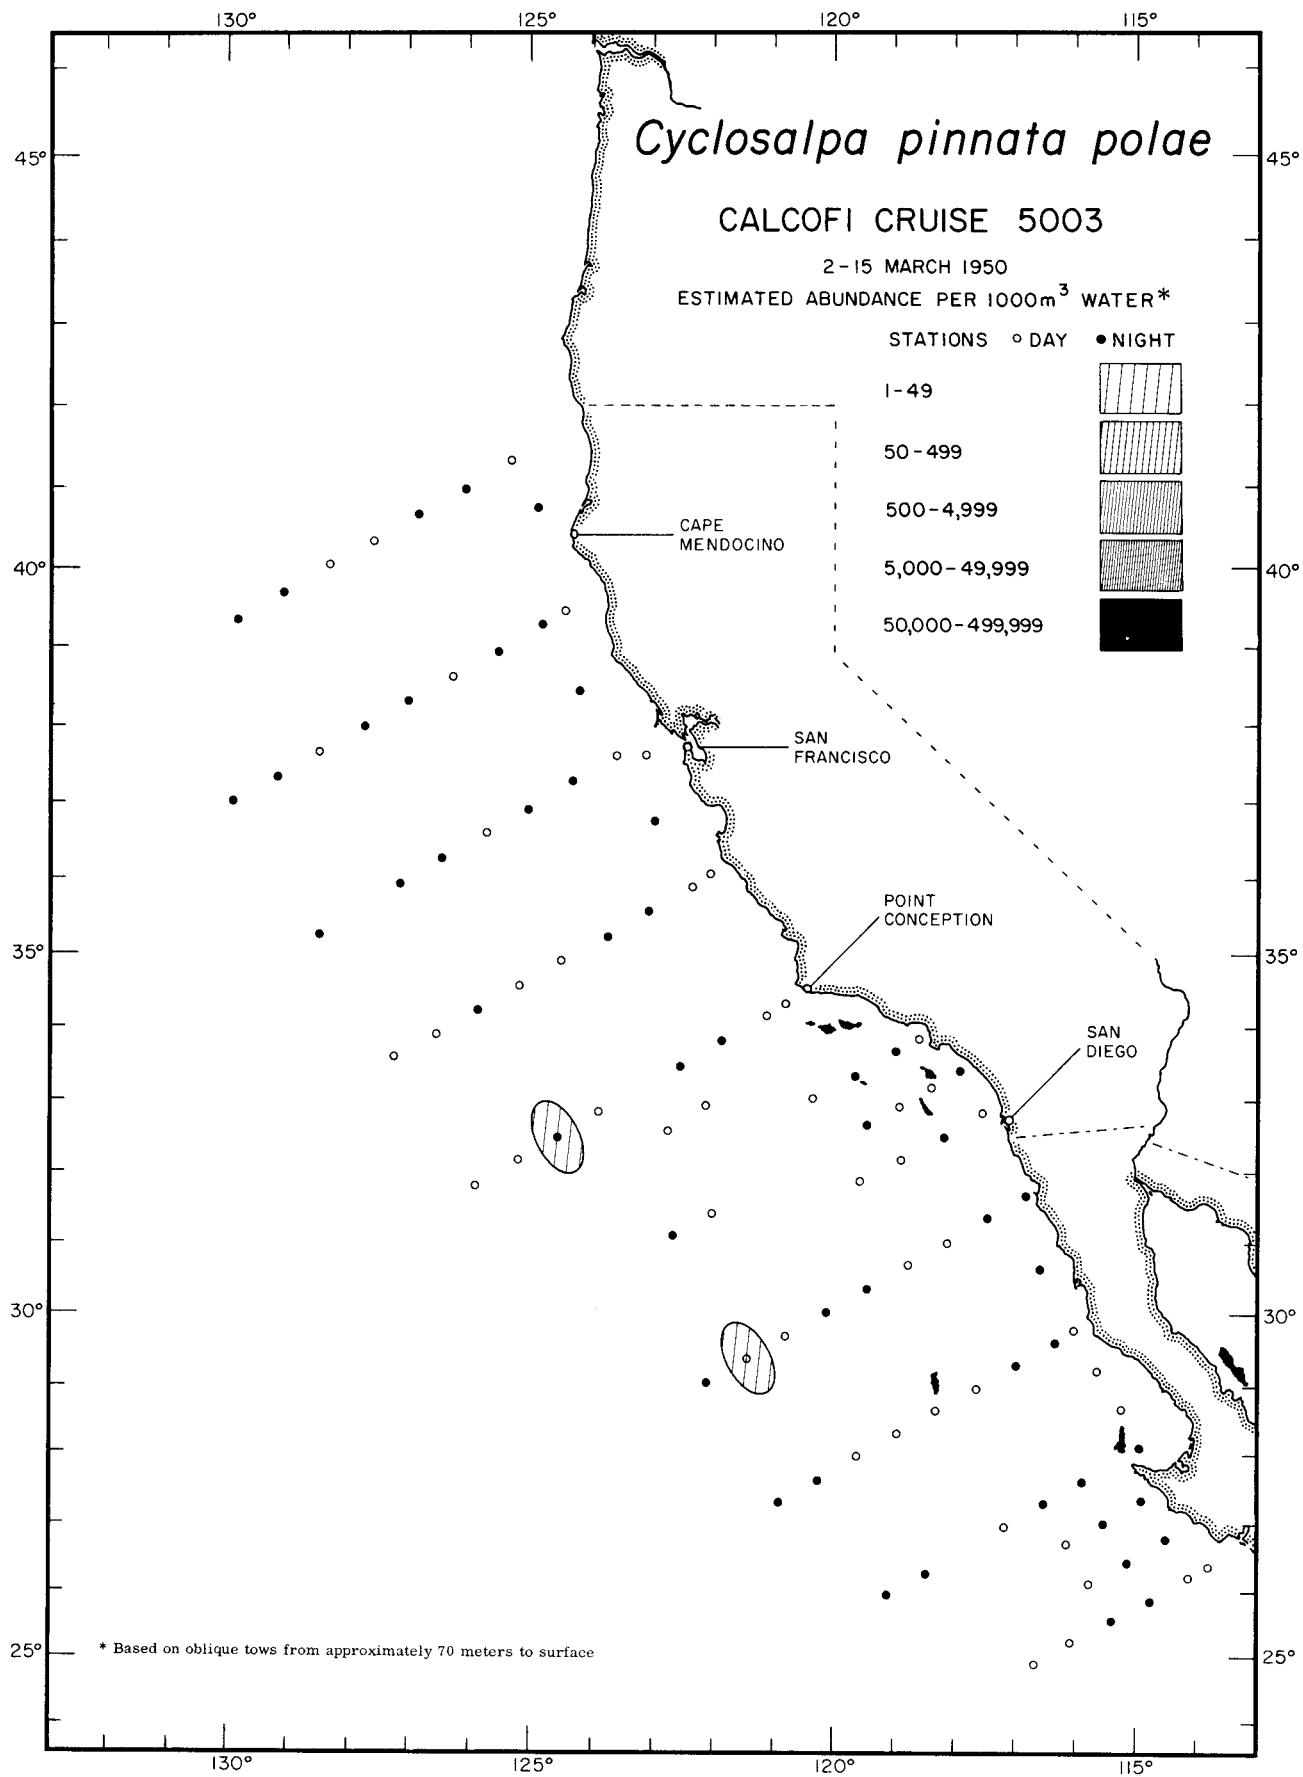 130° 125° 120° 115°
Cyclosalpa pinnata polae
45° 45°
CALCOFI CRUISE 5003
2-15 MARCH 1950
ESTIMATED ABUNDANCE PER 1000m³ WATER*
STATIONS ○ DAY ● NIGHT
1-49
50-499
500-4,999
CAPE
MENDOCINO
40° 5,000-49,999 40°
50,000-499,999
SAN
FRANCISCO
POINT
CONCEPTION
35° 35°
SAN
DIEGO
30° 30°
25° * Based on oblique tows from approximately 70 meters to surface 25°
130° 125° 120° 115°